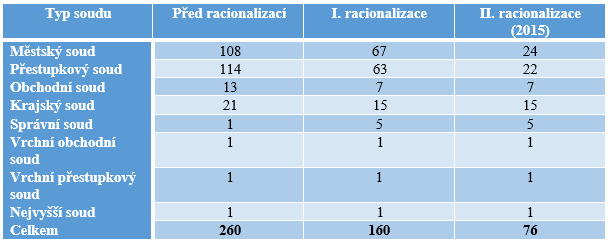 Typ soudu Před racionalizací I. racionalizace II. racionalizace
(2015)
Městský soud 108 67 24
Přestupkový soud 114 63 22
Obchodní soud 13 7 7
Krajský soud 21 15 15
Správní soud 1 5 5
Vrchní obchodní 1 1 1
soud
Vrchní přestupkový 1 1 1
soud
Nejvyšší soud 1 1 1
Celkem 260 160 76